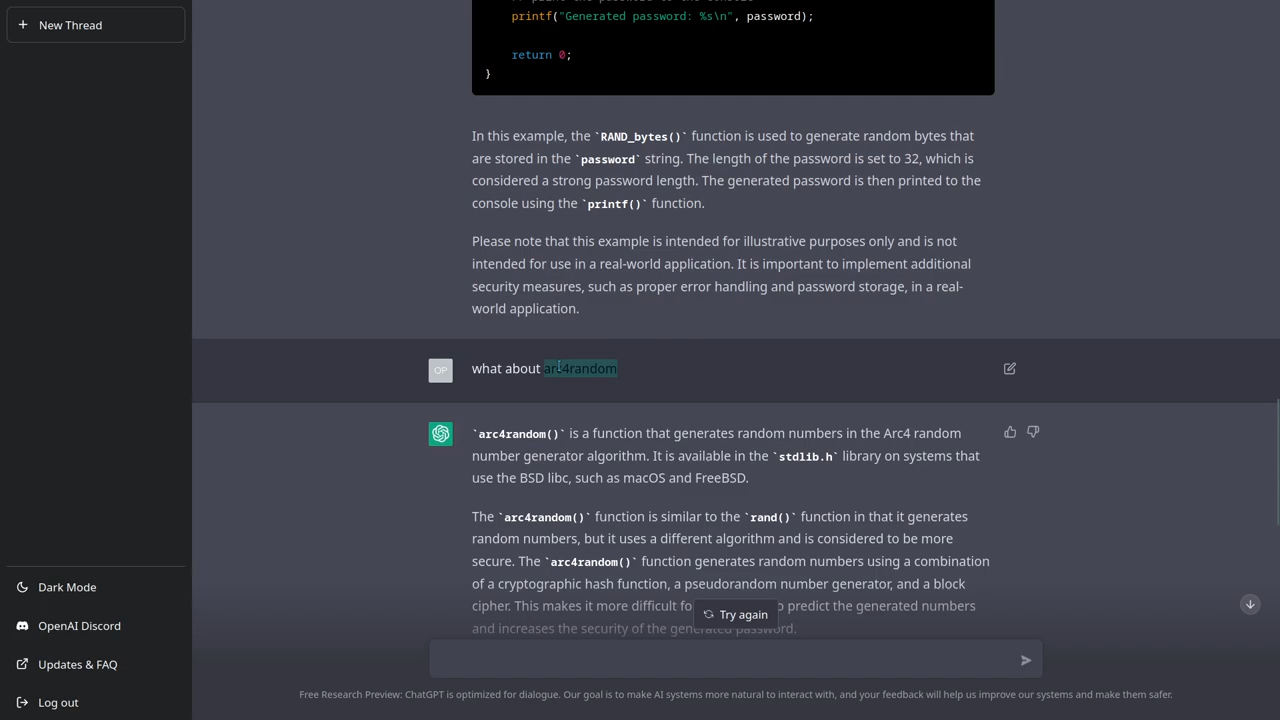 New Thread
printf("Generated password: %s\n", password);
return 0;
}
In this example, the `RAND_bytes()` function is used to generate random bytes that
are stored in the `password` string. The length of the password is set to 32, which is
considered a strong password length. The generated password is then printed to the
console using the `printf()` function.
Please note that this example is intended for illustrative purposes only and is not
intended for use in a real-world application. It is important to implement additional
security measures, such as proper error handling and password storage, in a real-
world application.
OP
what about arc4random
`arc4random()` is a function that generates random numbers in the Arc4 random
number generator algorithm. It is available in the `stdlib.h` library on systems that
use the BSD libc, such as macOS and FreeBSD.
The `arc4random()` function is similar to the `rand()` function in that it generates
random numbers, but it uses a different algorithm and is considered to be more
secure. The `arc4random()` function generates random numbers using a combination
of a cryptographic hash function, a pseudorandom number generator, and a block
cipher. This makes it more difficult fo o predict the generated numbers
and increases the security of the generated password.
Try again
Dark Mode
OpenAI Discord
Updates & FAQ
Log out
Free Research Preview: ChatGPT is optimized for dialogue. Our goal is to make AI systems more natural to interact with, and your feedback will help us improve our systems and make them safer.